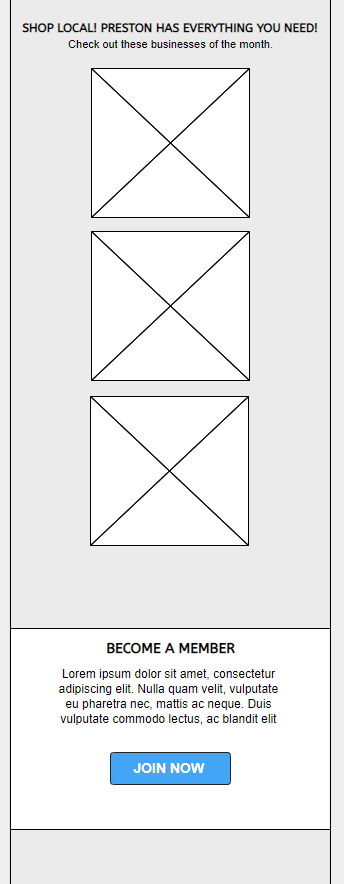 SHOP LOCAL! PRESTON HAS EVERYTHING YOU NEED!
Check out these businesses of the month.
BECOME A MEMBER
Lorem ipsum dolor sit amet, consectetur
adipiscing elit. Nulla quam velit, vulputate
eu pharetra nec, mattis ac neque. Duis
vulputate commodo lectus, ac blandit elit
JOIN NOW